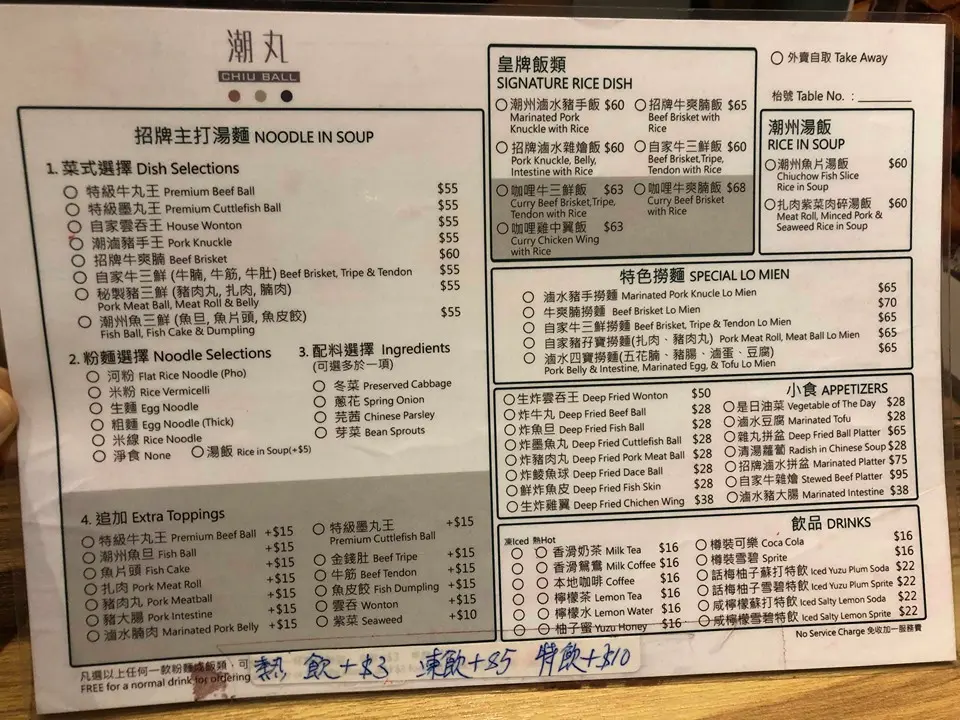 潮丸
CHIU BALL
招牌主打湯麵 NOODLE IN SOUP
1. 菜式選擇 Dish Selections
特級牛丸王 Premium Beef Ball $55
特級墨丸王 Premium Cuttlefish Ball $55
自家雲吞王 House Wonton $55
潮滷豬手王 Pork Knuckle $55
招牌牛爽腩 Beef Brisket $60
自家牛三鮮 (牛腩, 牛筋, 牛肚) Beef Brisket, Tripe & Tendon $55
秘製豬三鮮 (豬肉丸, 扎肉, 腩肉) $55
Pork Meat Ball, Meat Roll & Belly
潮州魚三鮮 (魚旦, 魚片頭, 魚皮餃) $55
Fish Ball, Fish Cake & Dumpling
2. 粉麵選擇 Noodle Selections
河粉 Flat Rice Noodle (Pho)
米粉 Rice Vermicelli
生麵 Egg Noodle
粗麵 Egg Noodle (Thick)
米線 Rice Noodle
淨食 None 湯飯 Rice in Soup(+$5)
3. 配料選擇 Ingredients
(可選多於一項)
冬菜 Preserved Cabbage
蔥花 Spring Onion
芫茜 Chinese Parsley
芽菜 Bean Sprouts
4. 追加 Extra Toppings
特級牛丸王 Premium Beef Ball +$15
潮州魚旦 Fish Ball +$15
魚片頭 Fish Cake +$15
扎肉 Pork Meat Roll +$15
豬肉丸 Pork Meatball +$15
豬大腸 Pork Intestine +$15
滷水腩肉 Marinated Pork Belly +$15
特級墨丸王 +$15
Premium Cuttlefish Ball
金錢肚 Beef Tripe +$15
牛筋 Beef Tendon +$15
魚皮餃 Fish Dumpling +$15
雲吞 Wonton +$15
紫菜 Seaweed +$10
凡選以上任何一款粉麵或飯類，可
FREE for a normal drink for ordering
熱飲+$3 凍飲+$5 特飲+$10
皇牌飯類
SIGNATURE RICE DISH
潮州滷水豬手飯 $60
Marinated Pork
Knuckle with Rice
招牌牛爽腩飯 $65
Beef Brisket with
Rice
招牌滷水雜燴飯 $60
Pork Knuckle, Belly,
Intestine with Rice
自家牛三鮮飯 $60
Beef Brisket,Tripe,
Tendon with Rice
咖哩牛三鮮飯 $63
Curry Beef Brisket,Tripe,
Tendon with Rice
咖哩牛爽腩飯 $68
Curry Beef Brisket
with Rice
咖哩雞中翼飯 $63
Curry Chicken Wing
with Rice
外賣自取 Take Away
枱號 Table No. :
潮州湯飯
RICE IN SOUP
潮州魚片湯飯 $60
Chiuchow Fish Slice
Rice in Soup
扎肉紫菜肉碎湯飯 $60
Meat Roll, Minced Pork &
Seaweed Rice in Soup
特色撈麵 SPECIAL LO MIEN
滷水豬手撈麵 Marinated Pork Knucle Lo Mien $65
牛爽腩撈麵 Beef Brisket Lo Mien $70
自家牛三鮮撈麵 Beef Brisket, Tripe & Tendon Lo Mien $65
自家豬孖寶撈麵(扎肉、豬肉丸) Pork Meat Roll, Meat Ball Lo Mien $65
滷水四寶撈麵(五花腩、豬腸、滷蛋、豆腐) $65
Pork Belly & Intestine, Marinated Egg, & Tofu Lo Mien
小食 APPETIZERS
生炸雲吞王 Deep Fried Wonton $50
炸牛丸 Deep Fried Beef Ball $28
炸魚旦 Deep Fried Fish Ball $28
炸墨魚丸 Deep Fried Cuttlefish Ball $28
炸豬肉丸 Deep Fried Pork Meat Ball $28
炸鯪魚球 Deep Fried Dace Ball $28
鮮炸魚皮 Deep Fried Fish Skin $28
生炸雞翼 Deep Fried Chichen Wing $38
是日油菜 Vegetable of The Day $28
滷水豆腐 Marinated Tofu $28
雜丸拼盆 Deep Fried Ball Platter $65
清湯蘿蔔 Radish in Chinese Soup $28
招牌滷水拼盆 Marinated Platter $75
自家牛雜燴 Stewed Beef Platter $95
滷水豬大腸 Marinated Intestine $38
飲品 DRINKS
凍Iced 熱Hot
香滑奶茶 Milk Tea $16
香滑鴛鴦 Milk Coffee $16
本地咖啡 Coffee $16
檸檬茶 Lemon Tea $16
檸檬水 Lemon Water $16
柚子蜜 Yuzu Honey $16
樽裝可樂 Coca Cola $16
樽裝雪碧 Sprite $16
話梅柚子蘇打特飲 Iced Yuzu Plum Soda $22
話梅柚子雪碧特飲 Iced Yuzu Plum Sprite $22
咸檸檬蘇打特飲 Iced Salty Lemon Soda $22
咸檸檬雪碧特飲 Iced Salty Lemon Sprite $22
No Service Charge 免收加一服務費